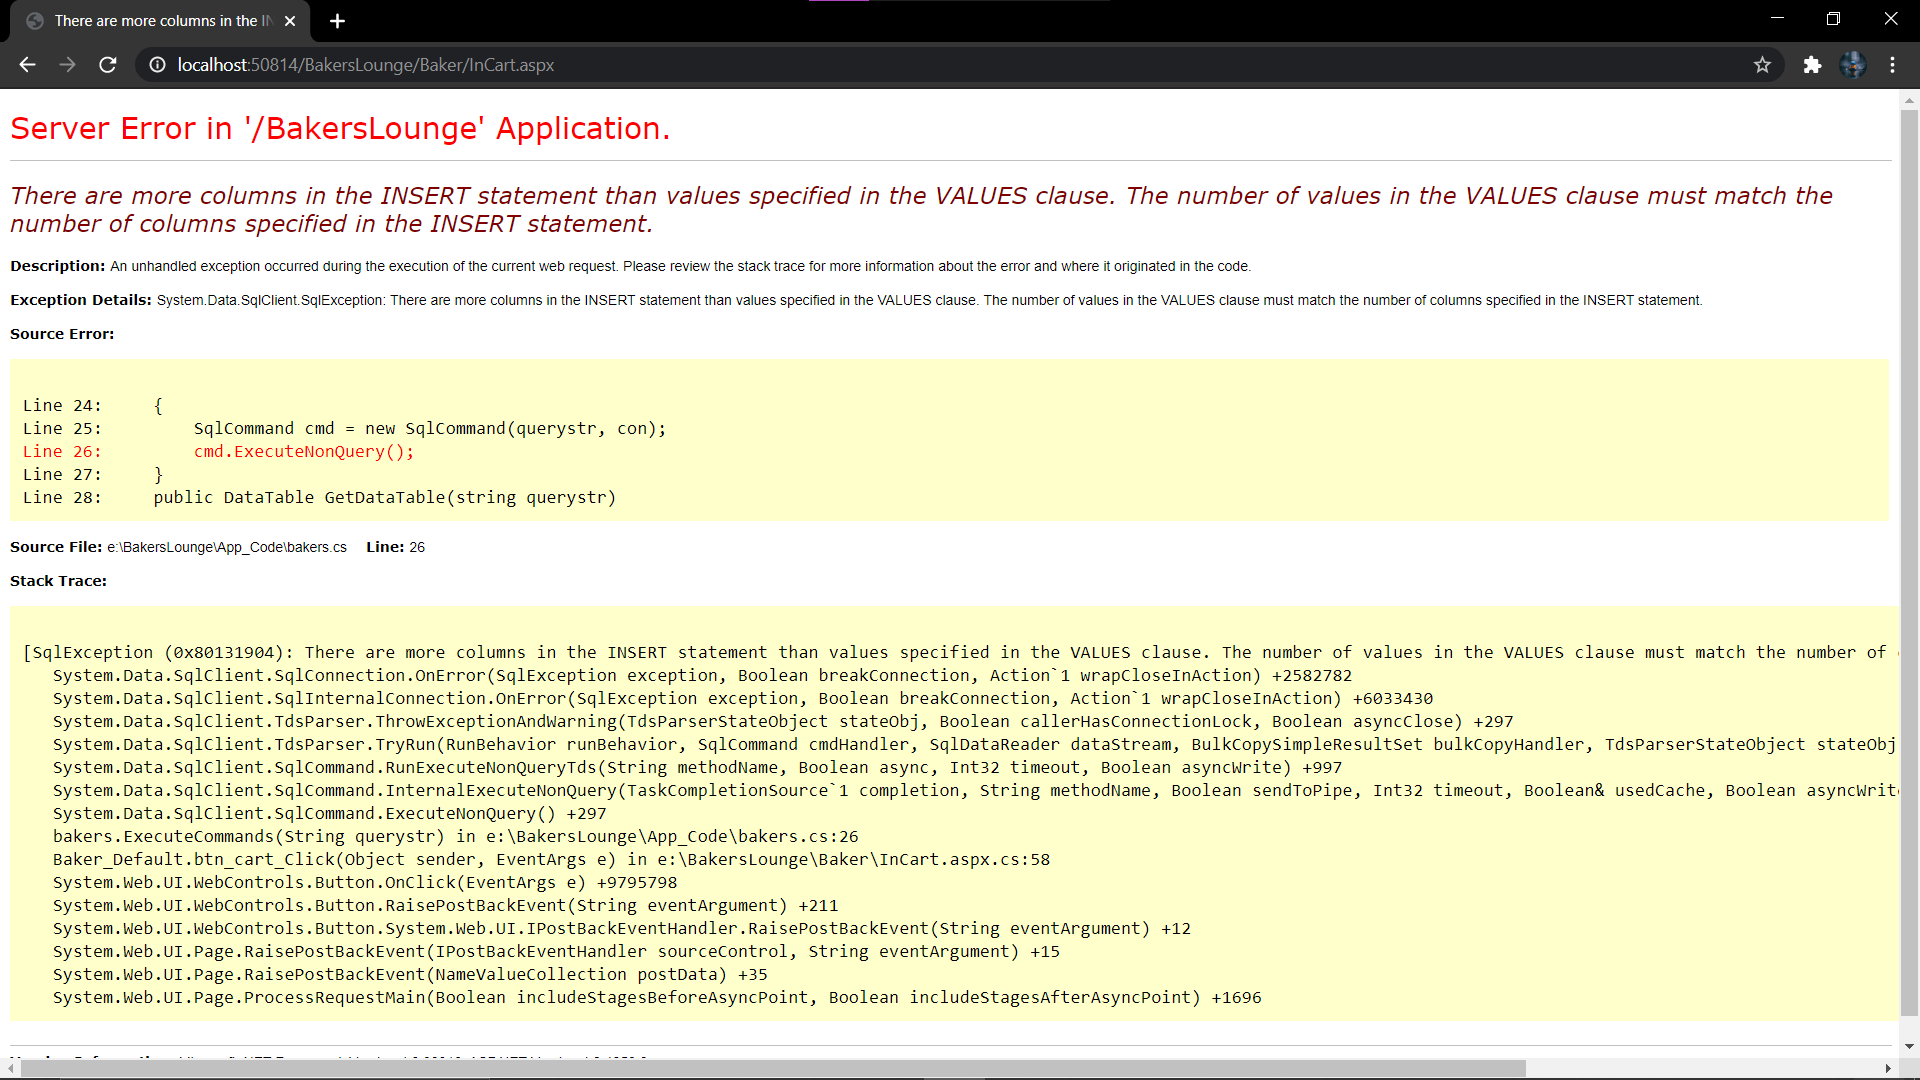 There are more columns in the IN
localhost:50814/BakersLounge/Baker/InCart.aspx
Server Error in '/BakersLounge' Application.
There are more columns in the INSERT statement than values specified in the VALUES clause. The number of values in the VALUES clause must match the
number of columns specified in the INSERT statement.
Description: An unhandled exception occurred during the execution of the current web request. Please review the stack trace for more information about the error and where it originated in the code.
Exception Details: System.Data.SqlClient.SqlException: There are more columns in the INSERT statement than values specified in the VALUES clause. The number of values in the VALUES clause must match the number of columns specified in the INSERT statement.
Source Error:
Line 24:     {
Line 25:         SqlCommand cmd = new SqlCommand(querystr, con);
Line 26:         cmd.ExecuteNonQuery();
Line 27:     }
Line 28:     public DataTable GetDataTable(string querystr)
Source File: e:\BakersLounge\App_Code\bakers.cs    Line: 26
Stack Trace:
[SqlException (0x80131904): There are more columns in the INSERT statement than values specified in the VALUES clause. The number of values in the VALUES clause must match the number of
   System.Data.SqlClient.SqlConnection.OnError(SqlException exception, Boolean breakConnection, Action`1 wrapCloseInAction) +2582782
   System.Data.SqlClient.SqlInternalConnection.OnError(SqlException exception, Boolean breakConnection, Action`1 wrapCloseInAction) +6033430
   System.Data.SqlClient.TdsParser.ThrowExceptionAndWarning(TdsParserStateObject stateObj, Boolean callerHasConnectionLock, Boolean asyncClose) +297
   System.Data.SqlClient.TdsParser.TryRun(RunBehavior runBehavior, SqlCommand cmdHandler, SqlDataReader dataStream, BulkCopySimpleResultSet bulkCopyHandler, TdsParserStateObject stateObj
   System.Data.SqlClient.SqlCommand.RunExecuteNonQueryTds(String methodName, Boolean async, Int32 timeout, Boolean asyncWrite) +997
   System.Data.SqlClient.SqlCommand.InternalExecuteNonQuery(TaskCompletionSource`1 completion, String methodName, Boolean sendToPipe, Int32 timeout, Boolean& usedCache, Boolean asyncWrit
   System.Data.SqlClient.SqlCommand.ExecuteNonQuery() +297
   bakers.ExecuteCommands(String querystr) in e:\BakersLounge\App_Code\bakers.cs:26
   Baker_Default.btn_cart_Click(Object sender, EventArgs e) in e:\BakersLounge\Baker\InCart.aspx.cs:58
   System.Web.UI.WebControls.Button.OnClick(EventArgs e) +9795798
   System.Web.UI.WebControls.Button.RaisePostBackEvent(String eventArgument) +211
   System.Web.UI.WebControls.Button.System.Web.UI.IPostBackEventHandler.RaisePostBackEvent(String eventArgument) +12
   System.Web.UI.Page.RaisePostBackEvent(IPostBackEventHandler sourceControl, String eventArgument) +15
   System.Web.UI.Page.RaisePostBackEvent(NameValueCollection postData) +35
   System.Web.UI.Page.ProcessRequestMain(Boolean includeStagesBeforeAsyncPoint, Boolean includeStagesAfterAsyncPoint) +1696